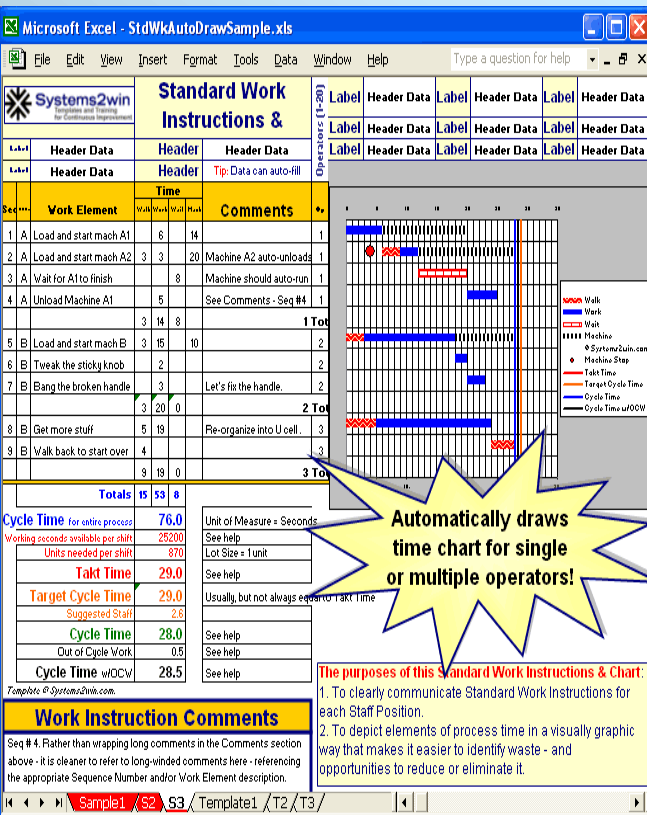 Microsoft Excel - StdWkAutoDrawSample.xls
File Edit View Insert Format Tools Data Window Help Type a question for help
Systems2win
Templates and Training
for Continuous Improvement
Standard Work
Instructions &
Operators (1-20)
Label Header Data Label Header Data Label Header Data
Label Header Data Label Header Data Label Header Data
Label Header Data Label Header Data Label Header Data
Label Header Data Header Header Data
Label Header Data Header Tip: Data can auto-fill
Time
Seq Work Element Walk Work Wait Mach Comments Op
1 A Load and start mach A1 6 14 1
2 A Load and start mach A2 3 3 20 Machine A2 auto-unloads 1
3 A Wait for A1 to finish 8 Machine should auto-run 1
4 A Unload Machine A1 5 See Comments - Seq #4 1
3 14 8 1 Tot
5 B Load and start mach B 3 15 10 2
6 B Tweak the sticky knob 2 2
7 B Bang the broken handle 3 Let's fix the handle. 2
3 20 0 2 Tot
8 B Get more stuff 5 19 Re-organize into U cell. 3
9 B Walk back to start over 4 3
9 19 0 3 Tot
Totals 15 53 8
Walk
Work
Wait
Machine
© Systems2win.com
Machine Stop
Takt Time
Target Cycle Time
Cycle Time
Cycle Time w/OCW
Cycle Time for entire process 76.0 Unit of Measure = Seconds
Working seconds available per shift 25200 See help
Units needed per shift 870 Lot Size = 1 unit
Takt Time 29.0 See help
Target Cycle Time 29.0 Usually, but not always equal to Takt Time
Suggested Staff 2.6
Cycle Time 28.0 See help
Out of Cycle Work 0.5 See help
Cycle Time w/OCW 28.5 See help
Template © Systems2win.com.
Automatically draws
time chart for single
or multiple operators!
Work Instruction Comments
Seq # 4. Rather than wrapping long comments in the Comments section
above - it is cleaner to refer to long-winded comments here - referencing
the appropriate Sequence Number and/or Work Element description.
The purposes of this Standard Work Instructions & Chart:
1. To clearly communicate Standard Work Instructions for
each Staff Position.
2. To depict elements of process time in a visually graphic
way that makes it easier to identify waste - and
opportunities to reduce or eliminate it.
Sample1 S2 S3 Template1 T2 T3